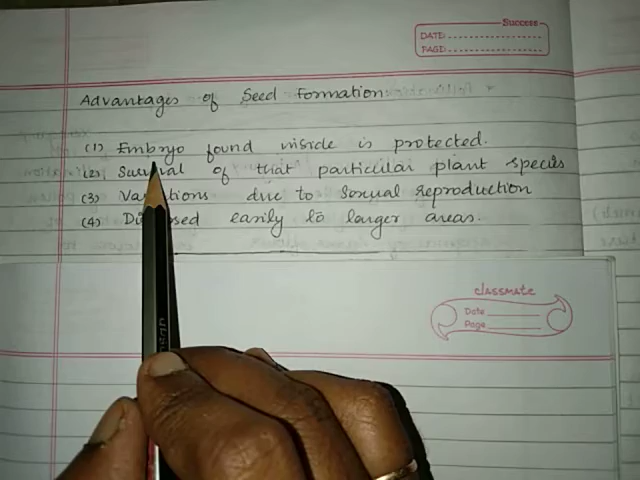 Success
DATE:
PAGE:
Advantages of Seed Formation
(1) Embryo found inside is protected.
(2) Survival of that particular plant species
(3) Variations due to sexual reproduction
(4) Dispersed easily to larger areas.
classmate
Date
Page